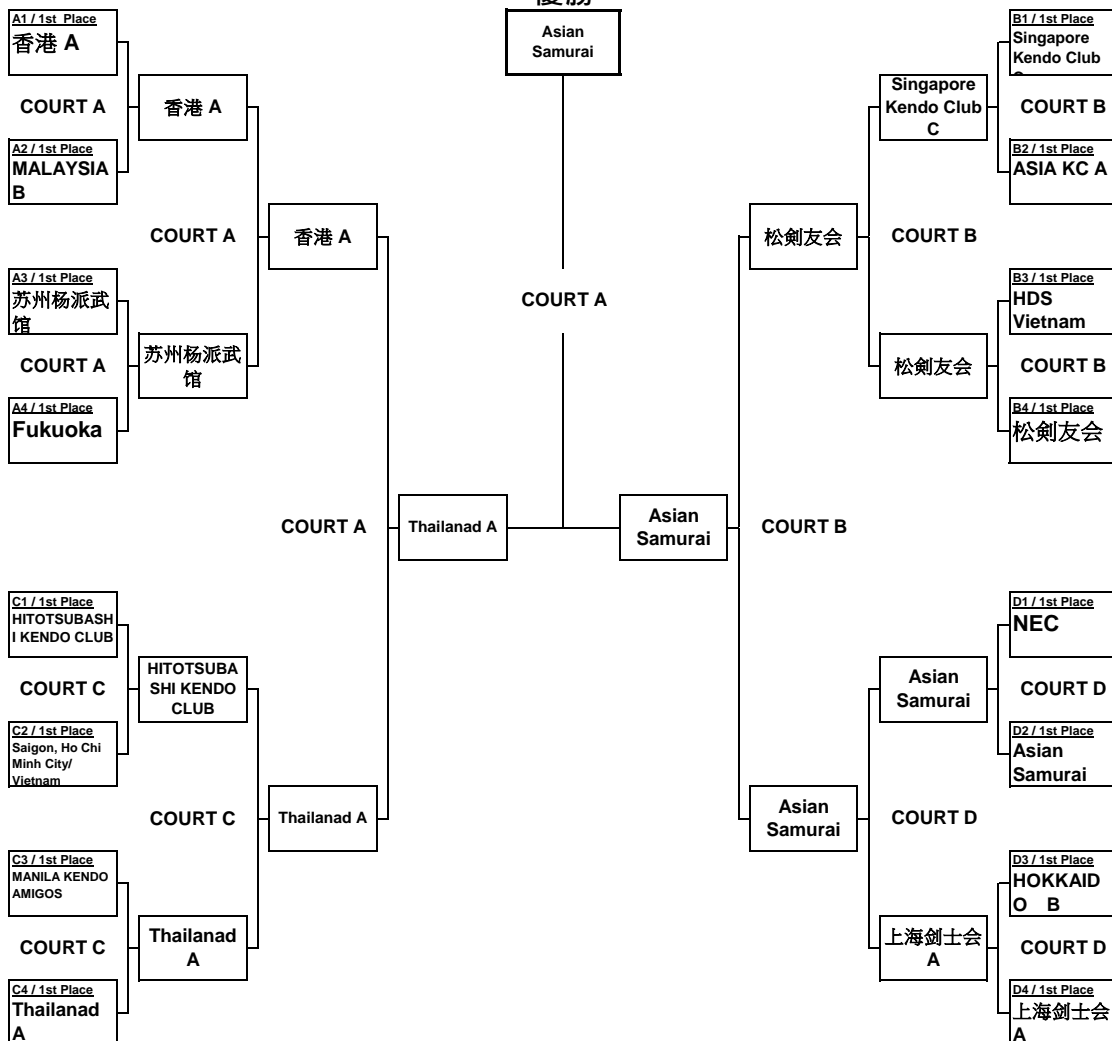 優勝
Asian
Samurai
A1 / 1st Place
香港 A
COURT A
A2 / 1st Place
MALAYSIA
B
香港 A
COURT A
A3 / 1st Place
苏州杨派武
馆
COURT A
A4 / 1st Place
Fukuoka
苏州杨派武
馆
香港 A
COURT A
C1 / 1st Place
HITOTSUBASH
I KENDO CLUB
COURT C
C2 / 1st Place
Saigon, Ho Chi
Minh City/
Vietnam
HITOTSUBA
SHI KENDO
CLUB
COURT C
C3 / 1st Place
MANILA KENDO
AMIGOS
COURT C
C4 / 1st Place
Thailanad
A
Thailanad
A
Thailanad A
Thailanad A
COURT A
Asian
Samurai
COURT B
松剣友会
Singapore
Kendo Club
C
B1 / 1st Place
Singapore
Kendo Club
COURT B
B2 / 1st Place
ASIA KC A
COURT B
B3 / 1st Place
HDS
Vietnam
松剣友会
COURT B
B4 / 1st Place
松剣友会
D1 / 1st Place
NEC
Asian
Samurai
COURT D
D2 / 1st Place
Asian
Samurai
Asian
Samurai
COURT D
D3 / 1st Place
HOKKAID
O B
上海剑士会
A
COURT D
D4 / 1st Place
上海剑士会
A